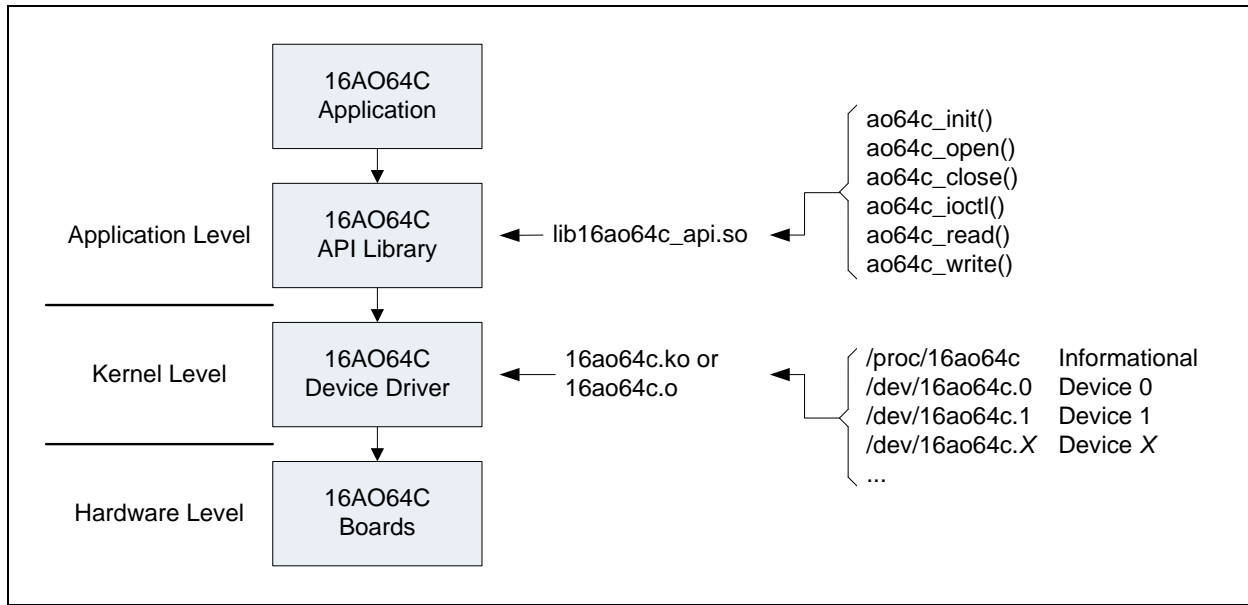 16AO64C
Application
Application Level
16AO64C
API Library
lib16ao64c_api.so
ao64c_init()
ao64c_open()
ao64c_close()
ao64c_ioctl()
ao64c_read()
ao64c_write()
Kernel Level
16AO64C
Device Driver
16ao64c.ko or
16ao64c.o
/proc/16ao64c Informational
/dev/16ao64c.0 Device 0
/dev/16ao64c.1 Device 1
/dev/16ao64c.X Device X
...
Hardware Level
16AO64C
Boards